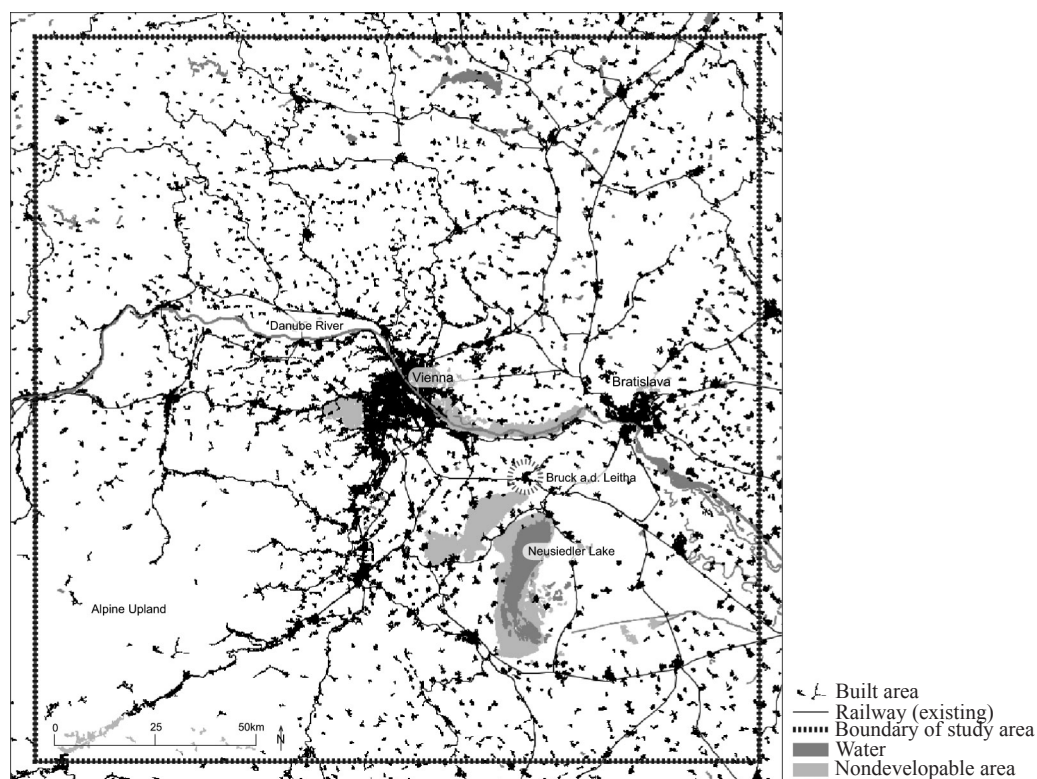 Danube River
Vienna
Bratislava
Bruck a.d. Leitha
Neusiedler Lake
Alpine Upland
0 25 50km
N
Built area
Railway (existing)
Boundary of study area
Water
Nondevelopable area